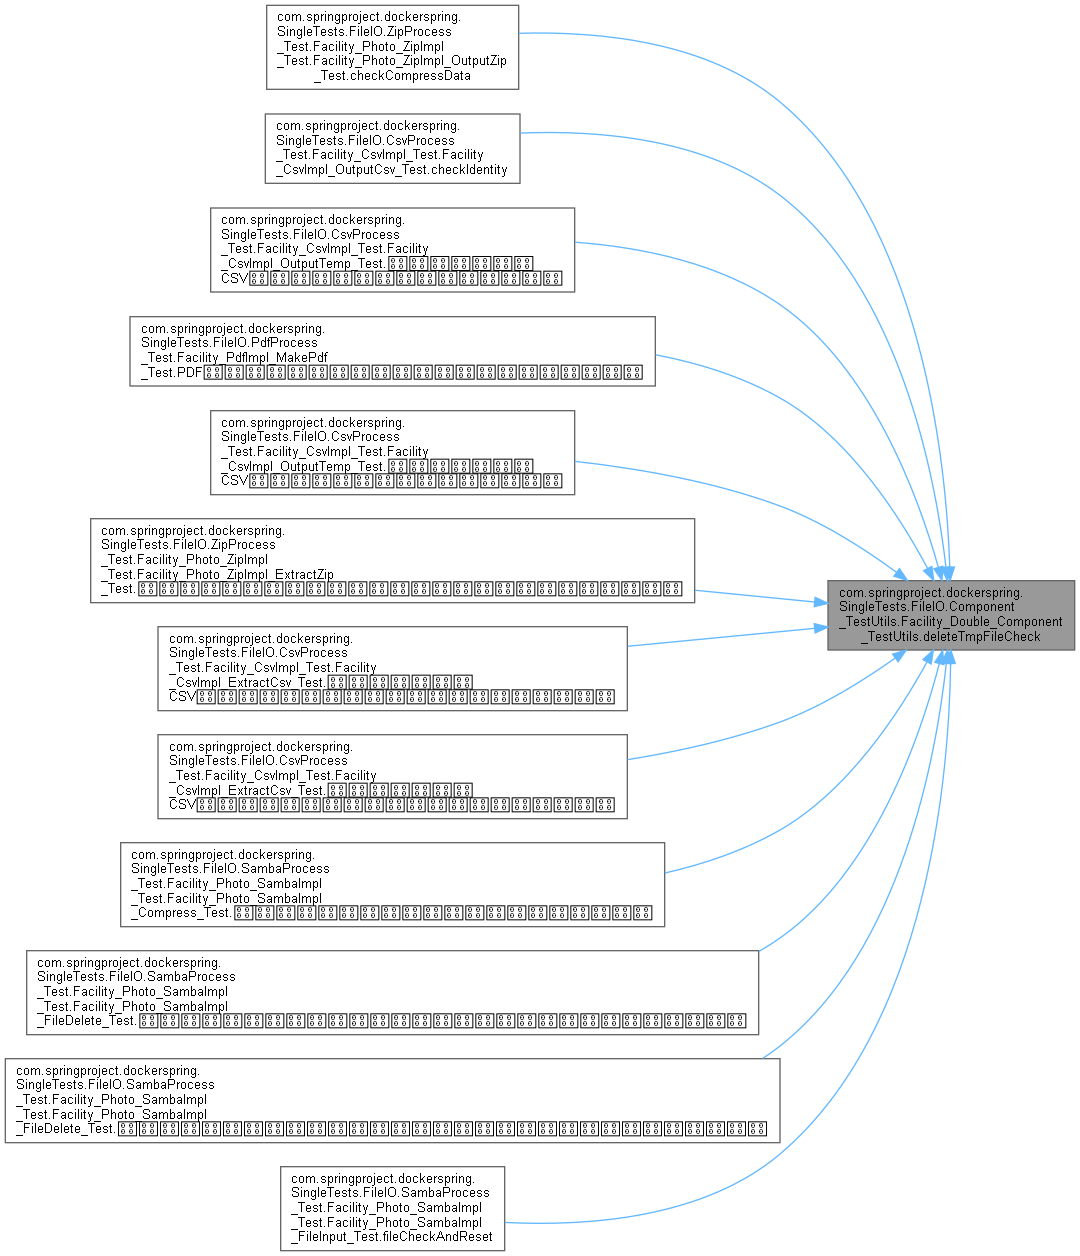 com.springproject.dockerspring.
SingleTests.FileIO.ZipProcess
_Test.Facility_Photo_ZipImpl
_Test.Facility_Photo_ZipImpl_OutputZip
_Test.checkCompressData
com.springproject.dockerspring.
SingleTests.FileIO.CsvProcess
_Test.Facility_CsvImpl_Test.Facility
_CsvImpl_OutputCsv_Test.checkIdentity
com.springproject.dockerspring.
SingleTests.FileIO.CsvProcess
_Test.Facility_CsvImpl_Test.Facility
_CsvImpl_OutputTemp_Test.
CSV
com.springproject.dockerspring.
SingleTests.FileIO.PdfProcess
_Test.Facility_PdfImpl_MakePdf
_Test.PDF
com.springproject.dockerspring.
SingleTests.FileIO.CsvProcess
_Test.Facility_CsvImpl_Test.Facility
_CsvImpl_OutputTemp_Test.
CSV
com.springproject.dockerspring.
SingleTests.FileIO.ZipProcess
_Test.Facility_Photo_ZipImpl
_Test.Facility_Photo_ZipImpl_ExtractZip
_Test.
com.springproject.dockerspring.
SingleTests.FileIO.Component
_TestUtils.Facility_Double_Component
_TestUtils.deleteTmpFileCheck
com.springproject.dockerspring.
SingleTests.FileIO.CsvProcess
_Test.Facility_CsvImpl_Test.Facility
_CsvImpl_ExtractCsv_Test.
CSV
com.springproject.dockerspring.
SingleTests.FileIO.CsvProcess
_Test.Facility_CsvImpl_Test.Facility
_CsvImpl_ExtractCsv_Test.
CSV
com.springproject.dockerspring.
SingleTests.FileIO.SambaProcess
_Test.Facility_Photo_SambaImpl
_Test.Facility_Photo_SambaImpl
_Compress_Test.
com.springproject.dockerspring.
SingleTests.FileIO.SambaProcess
_Test.Facility_Photo_SambaImpl
_Test.Facility_Photo_SambaImpl
_FileDelete_Test.
com.springproject.dockerspring.
SingleTests.FileIO.SambaProcess
_Test.Facility_Photo_SambaImpl
_Test.Facility_Photo_SambaImpl
_FileDelete_Test.
com.springproject.dockerspring.
SingleTests.FileIO.SambaProcess
_Test.Facility_Photo_SambaImpl
_Test.Facility_Photo_SambaImpl
_FileInput_Test.fileCheckAndReset